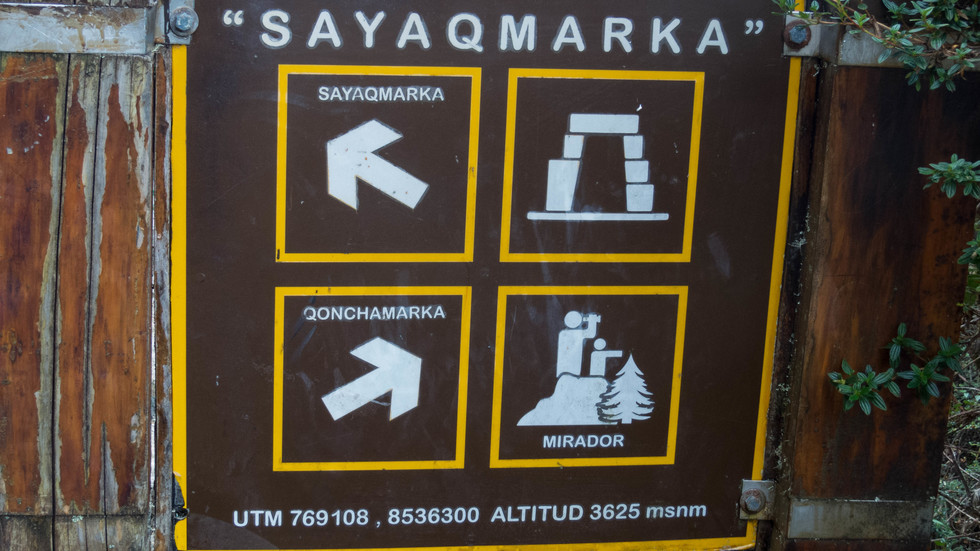 “SAYAQMARKA”
SAYAQMARKA
QONCHAMARKA
MIRADOR
UTM 769108 , 8536300 ALTITUD 3625 msnm